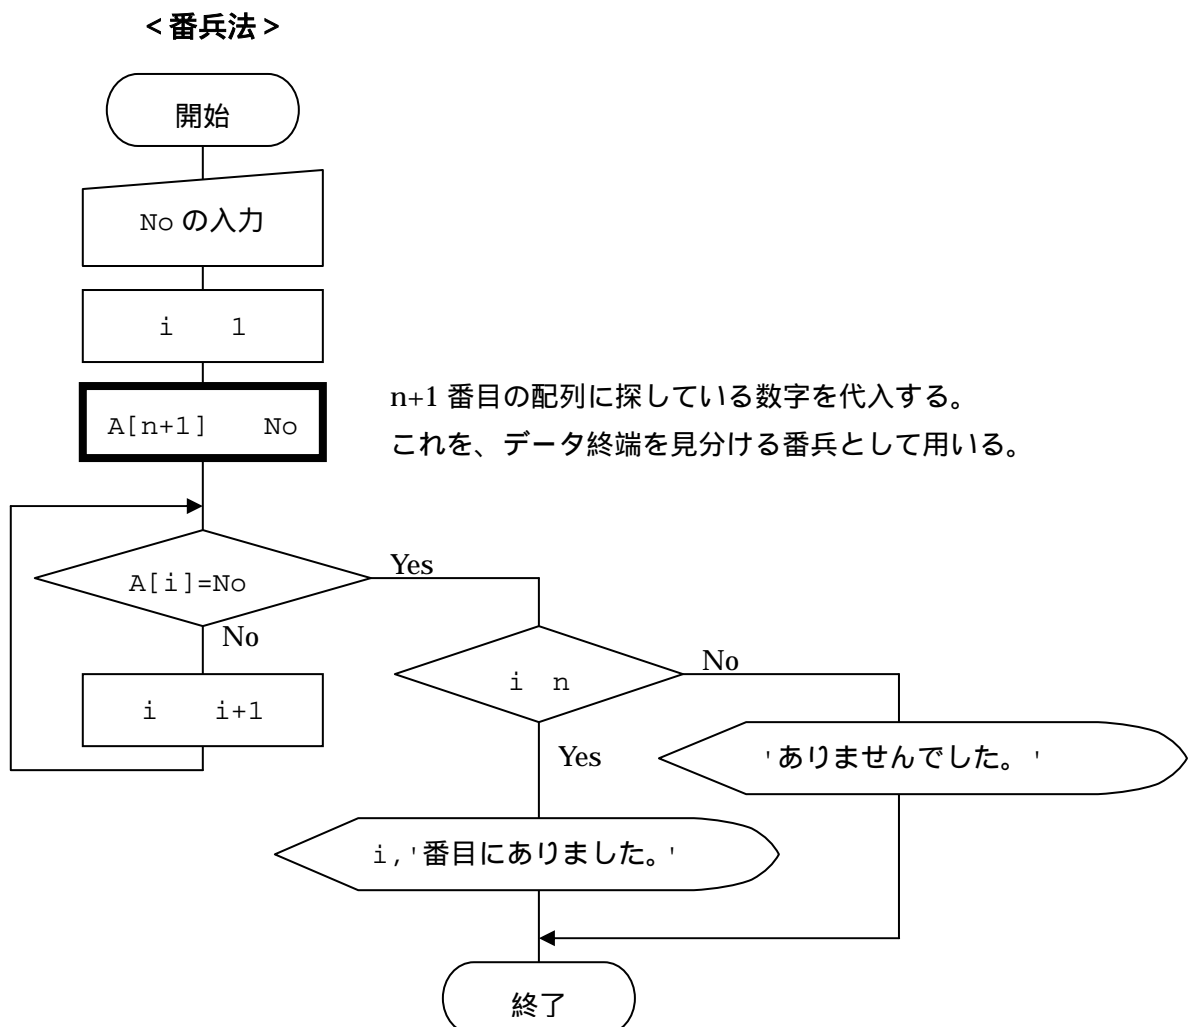 <番兵法>
開始
No の入力
i 1
A[n+1] No
n+1 番目の配列に探している数字を代入する。
これを、データ終端を見分ける番兵として用いる。
A[i]=No
Yes
No
i i+1
i n
No
Yes
'ありませんでした。'
i,'番目にありました。'
終了